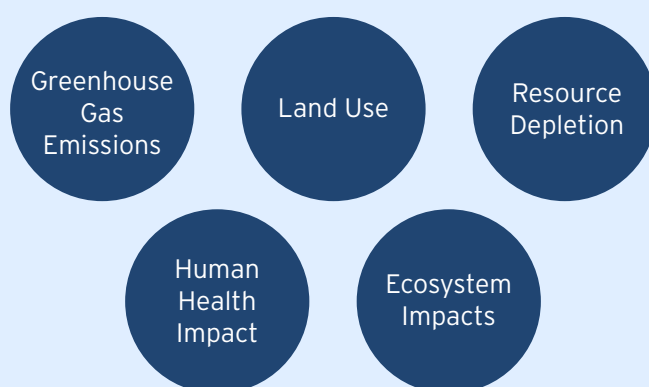 Greenhouse
Gas
Emissions
Land Use
Resource
Depletion
Human
Health
Impact
Ecosystem
Impacts